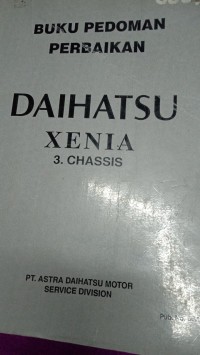 BUKU PEDOMAN
PERBAIKAN
DAIHATSU
XENIA
3. CHASSIS
PT. ASTRA DAIHATSU MOTOR
SERVICE DIVISION